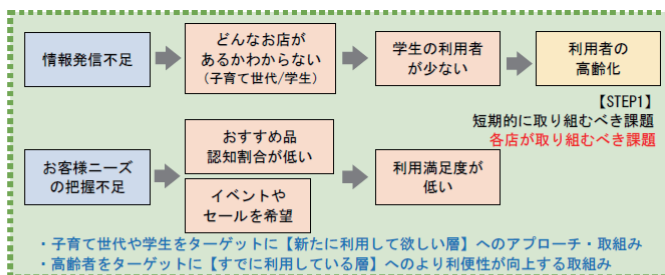 情報発信不足
どんなお店が
あるかわからない
（子育て世代/学生）
学生の利用者
が少ない
利用者の
高齢化
【STEP1】
短期的に取り組むべき課題
各店が取り組むべき課題
お客様ニーズ
の把握不足
おすすめ品
認知割合が低い
イベントや
セールを希望
利用満足度が
低い
・子育て世代や学生をターゲットに【新たに利用して欲しい層】へのアプローチ・取組み
・高齢者をターゲットに【すでに利用している層】へのより利便性が向上する取組み